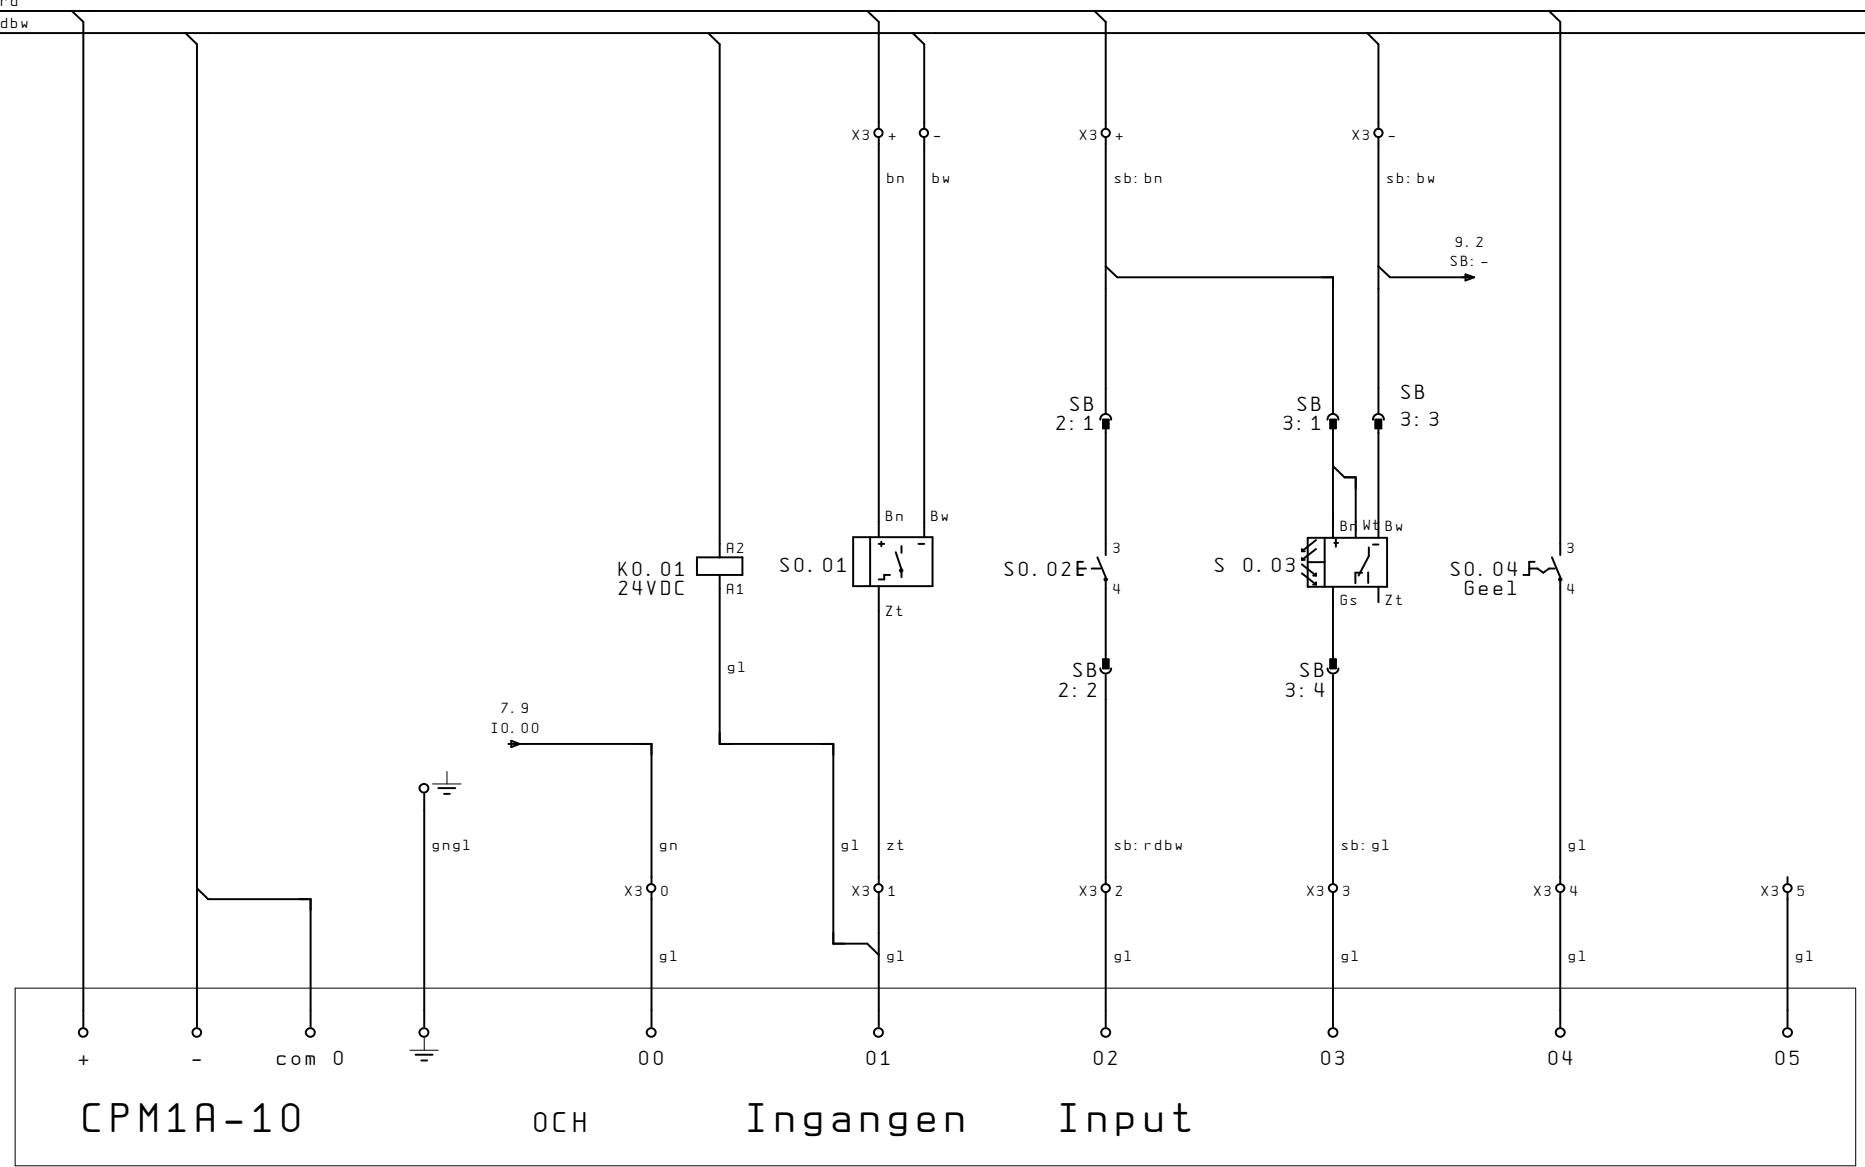 rd
dbw
X3 + -
X3 +
X3 -
bn bw
sb:bn
sb:bw
9.2
SB:-
SB
2:1
SB
3:1
SB
3:3
Bn Bw
Bn Wt Bw
K0.01
24VDC
A2
A1
S0.01
+ -
Zt
S0.02
3
4
S 0.03
+ -
Gs Zt
S0.04
Geel
3
4
gl
SB
2:2
SB
3:4
7.9
I0.00
gngl
gn
gl
zt
sb:rdbw
sb:gl
gl
X3 0
X3 1
X3 2
X3 3
X3 4
X3 5
gl
gl
gl
gl
gl
gl
+ - com 0 00 01 02 03 04 05
CPM1A-10 0CH Ingangen Input